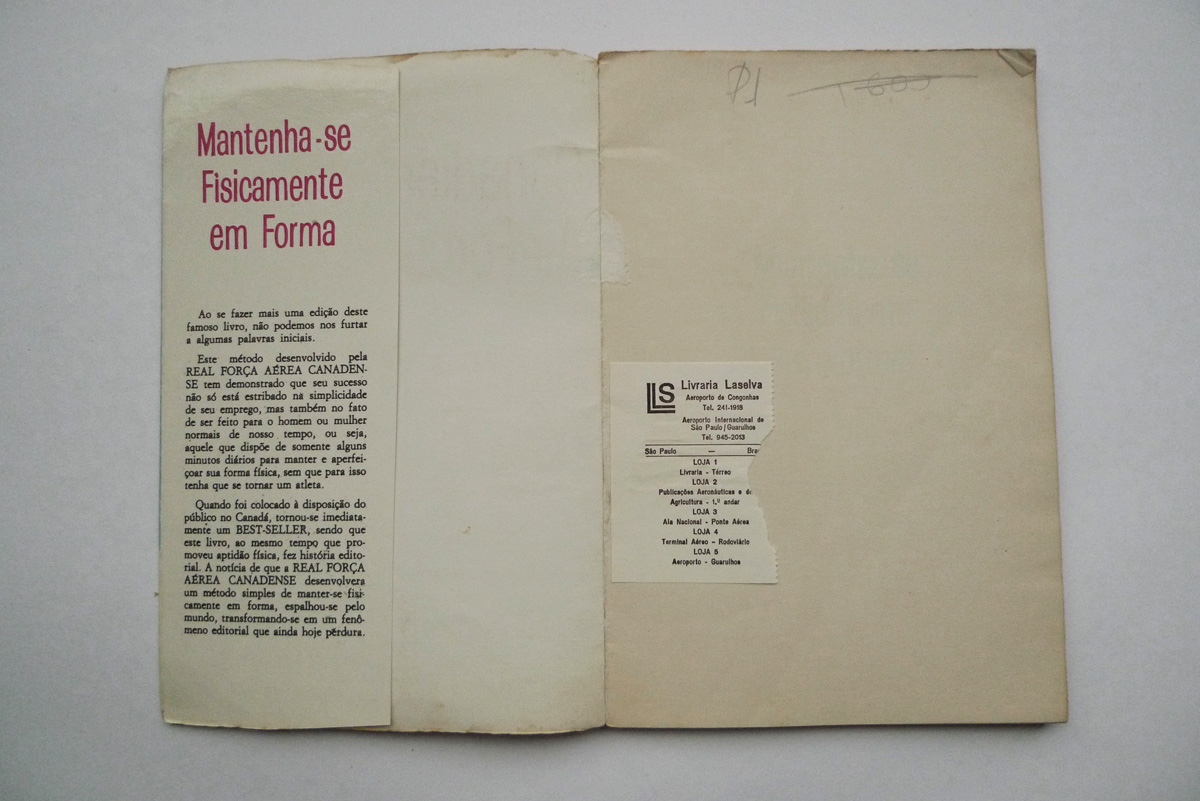 Mantenha-se
Fisicamente
em Forma
Ao se fazer mais uma edição deste
famoso livro, não podemos nos furtar
a algumas palavras iniciais.
Este método desenvolvido pela
REAL FORÇA AÉREA CANADEN-
SE tem demonstrado que seu sucesso
não só está estribado na simplicidade
de seu emprego, mas também no fato
de ser feito para o homem ou mulher
normais de nosso tempo, ou seja,
aquele que dispõe de somente alguns
minutos diários para manter e aperfei-
çoar sua forma física, sem que para isso
tenha que se tornar um atleta.
Quando foi colocado à disposição do
público no Canadá, tornou-se imediata-
mente um BEST-SELLER, sendo que
este livro, ao mesmo tempo que pro-
moveu aptidão física, fez história edito-
rial. A notícia de que a REAL FORÇA
AÉREA CANADENSE desenvolvera
um método simples de manter-se fisi-
camente em forma, espalhou-se pelo
mundo, transformando-se em um fenô-
meno editorial que ainda hoje perdura.
LLS Livraria Laselva
Aeroporto de Congonhas
Tel. 241-1918
Aeroporto Internacional de
São Paulo/Guarulhos
Tel. 945-2013
São Paulo — Bra
LOJA 1
Livraria - Térreo
LOJA 2
Publicações Aeronáuticas e de
Agricultura - 1.º andar
LOJA 3
Ala Nacional - Ponte Aérea
LOJA 4
Terminal Aéreo - Rodoviário
LOJA 5
Aeroporto - Guarulhos